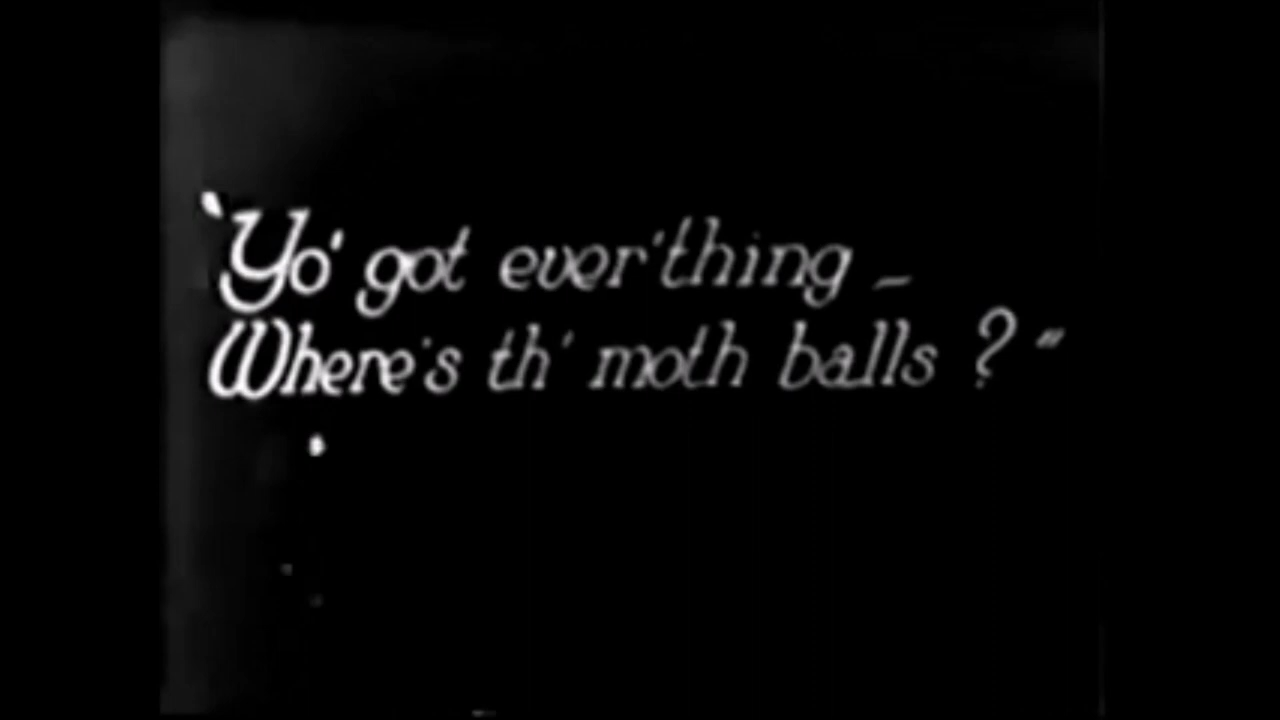 "Yo' got ever'thing –
Where's th' moth balls ?"